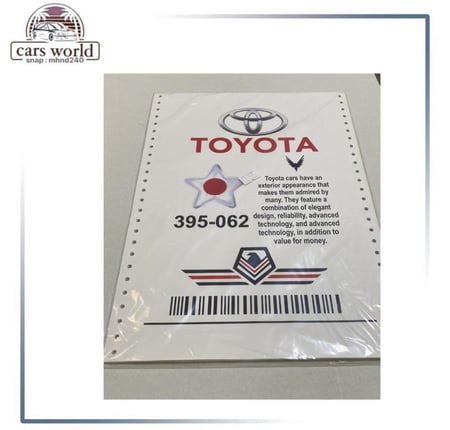 cars world
snap : mhnd240
TOYOTA
Toyota cars have an
exterior appearance that
makes them admired by
many. They feature a
combination of elegant
design, reliability, advanced
technology, and advanced
technology, in addition to
value for money.
395-062